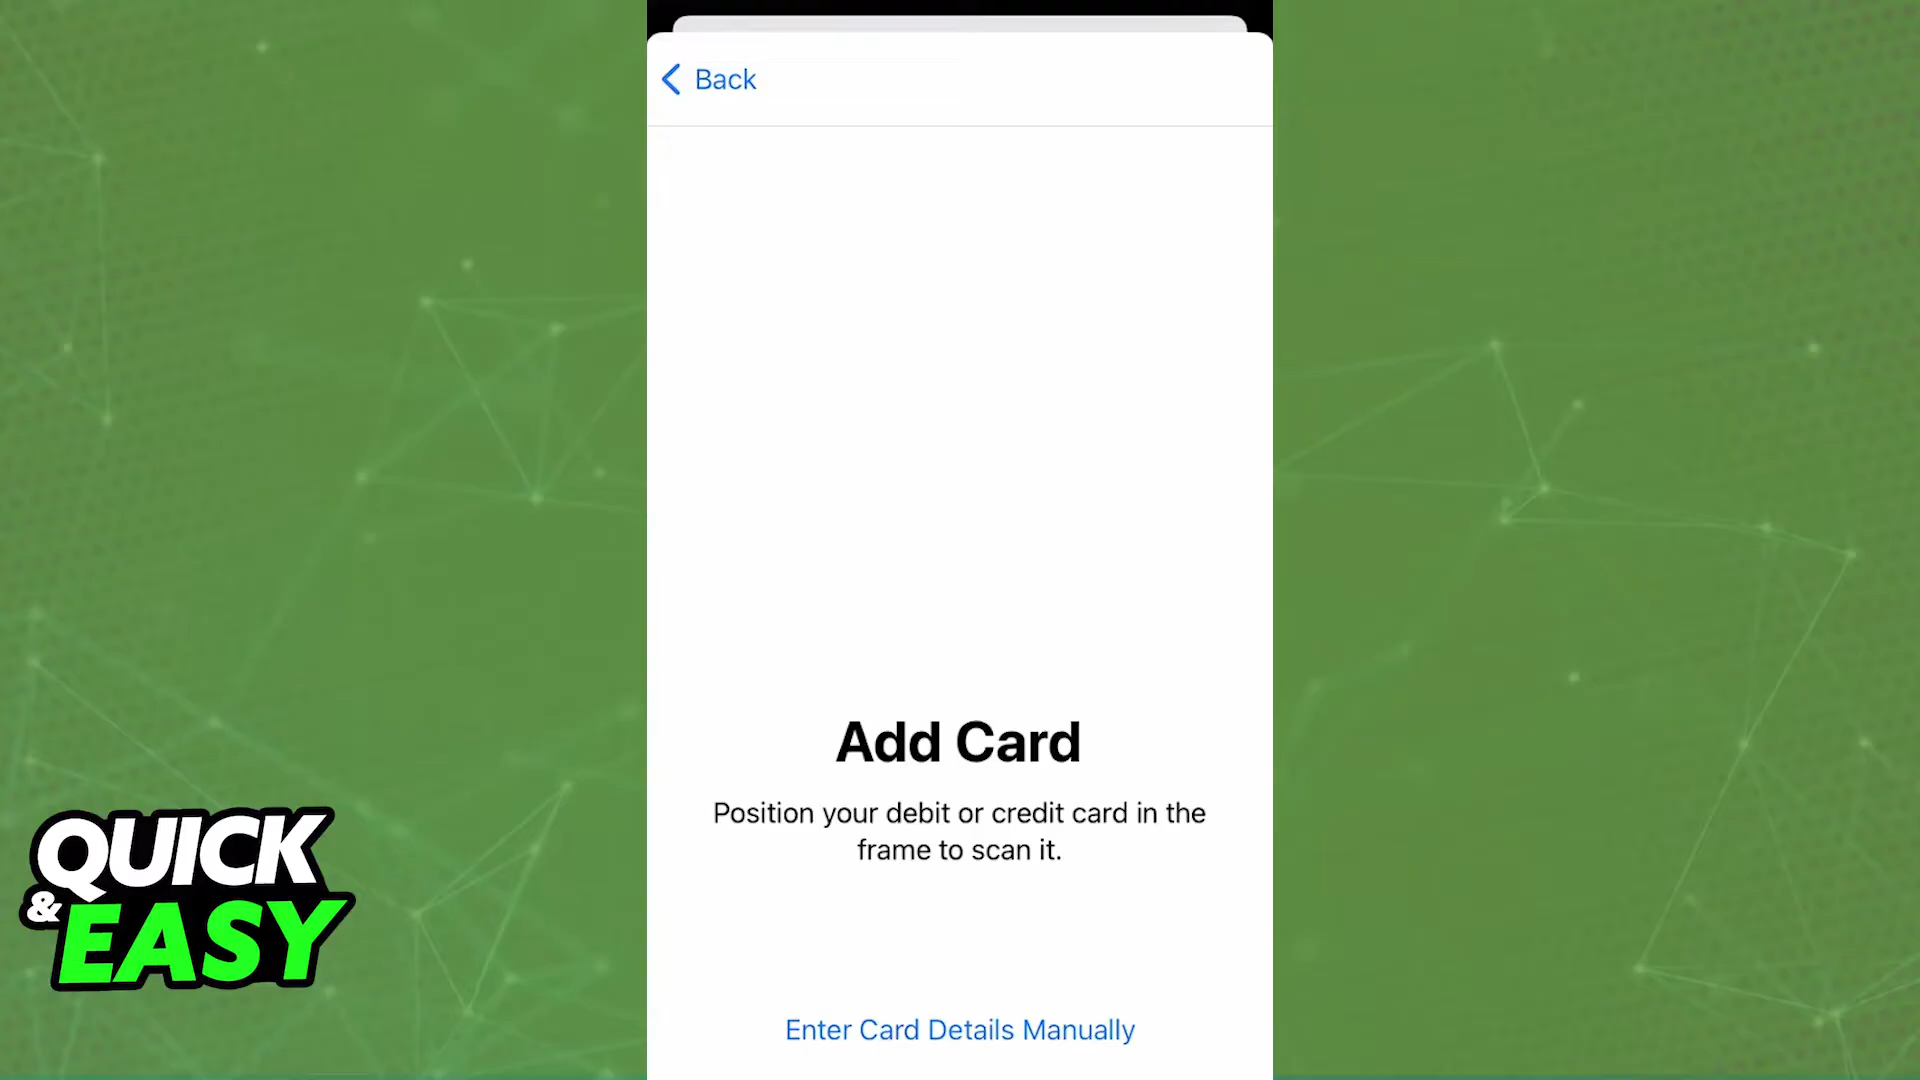 Back
Add Card
Position your debit or credit card in the
frame to scan it.
Enter Card Details Manually
QUICK
&EASY